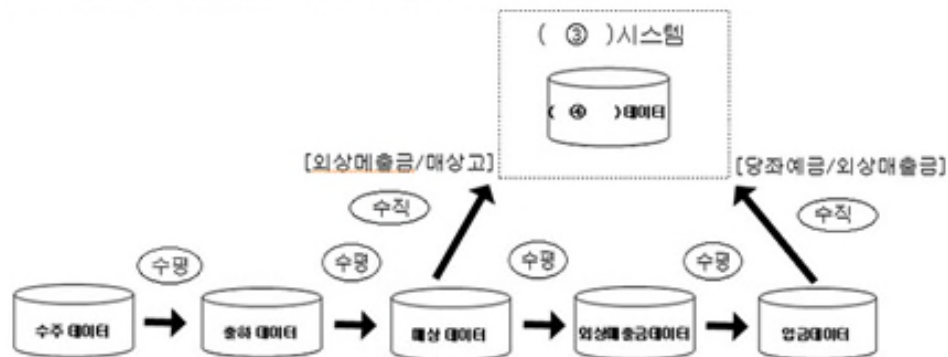 ( ③ )시스템
( ④ )데이터
[외상메출금/매상고]
[당좌예금/외상매출금]
수직
수직
수평
수평
수평
수평
수주 데이터
출하 데이터
매상 데이터
외상매출금데이터
입금데이터